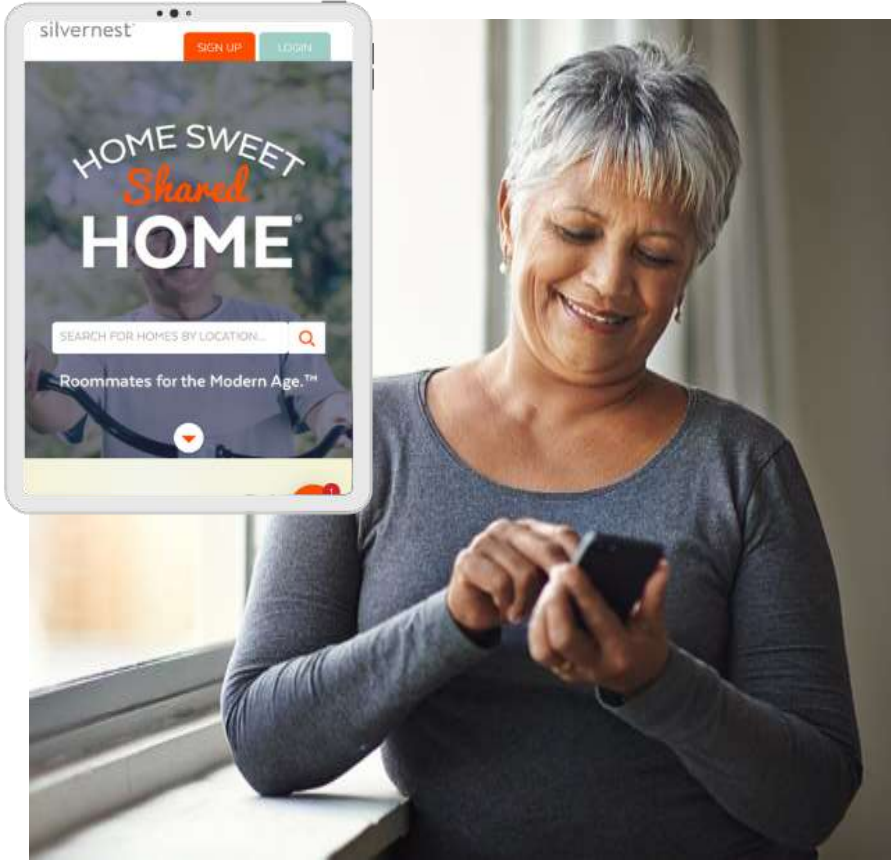 silvernest
SIGN UP
LOGIN
HOME SWEET
Shared
HOME®
SEARCH FOR HOMES BY LOCATION...
Roommates for the Modern Age.™
1